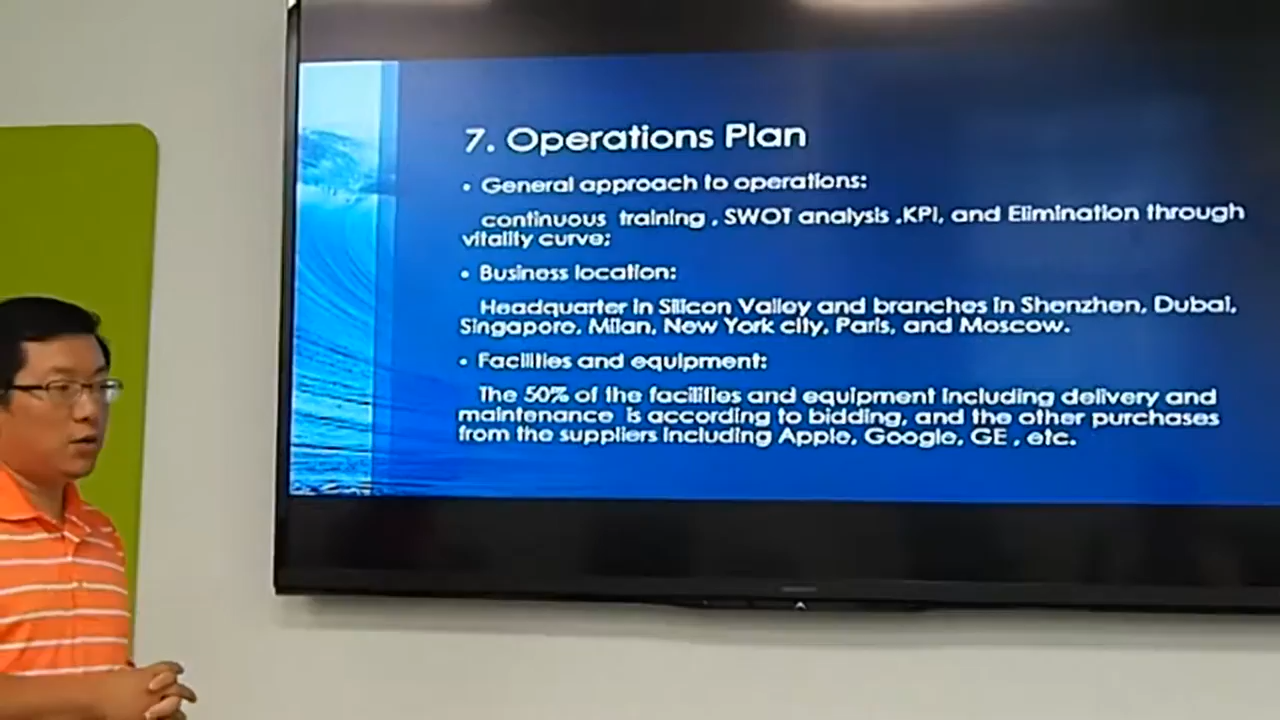 7. Operations Plan
• General approach to operations:
continuous training , SWOT analysis ,KPI, and Elimination through
vitality curve;
• Business location:
Headquarter in Silicon Valley and branches in Shenzhen, Dubai,
Singapore, Milan, New York city, Paris, and Moscow.
• Facilities and equipment:
The 50% of the facilities and equipment including delivery and
maintenance is according to bidding, and the other purchases
from the suppliers including Apple, Google, GE , etc.